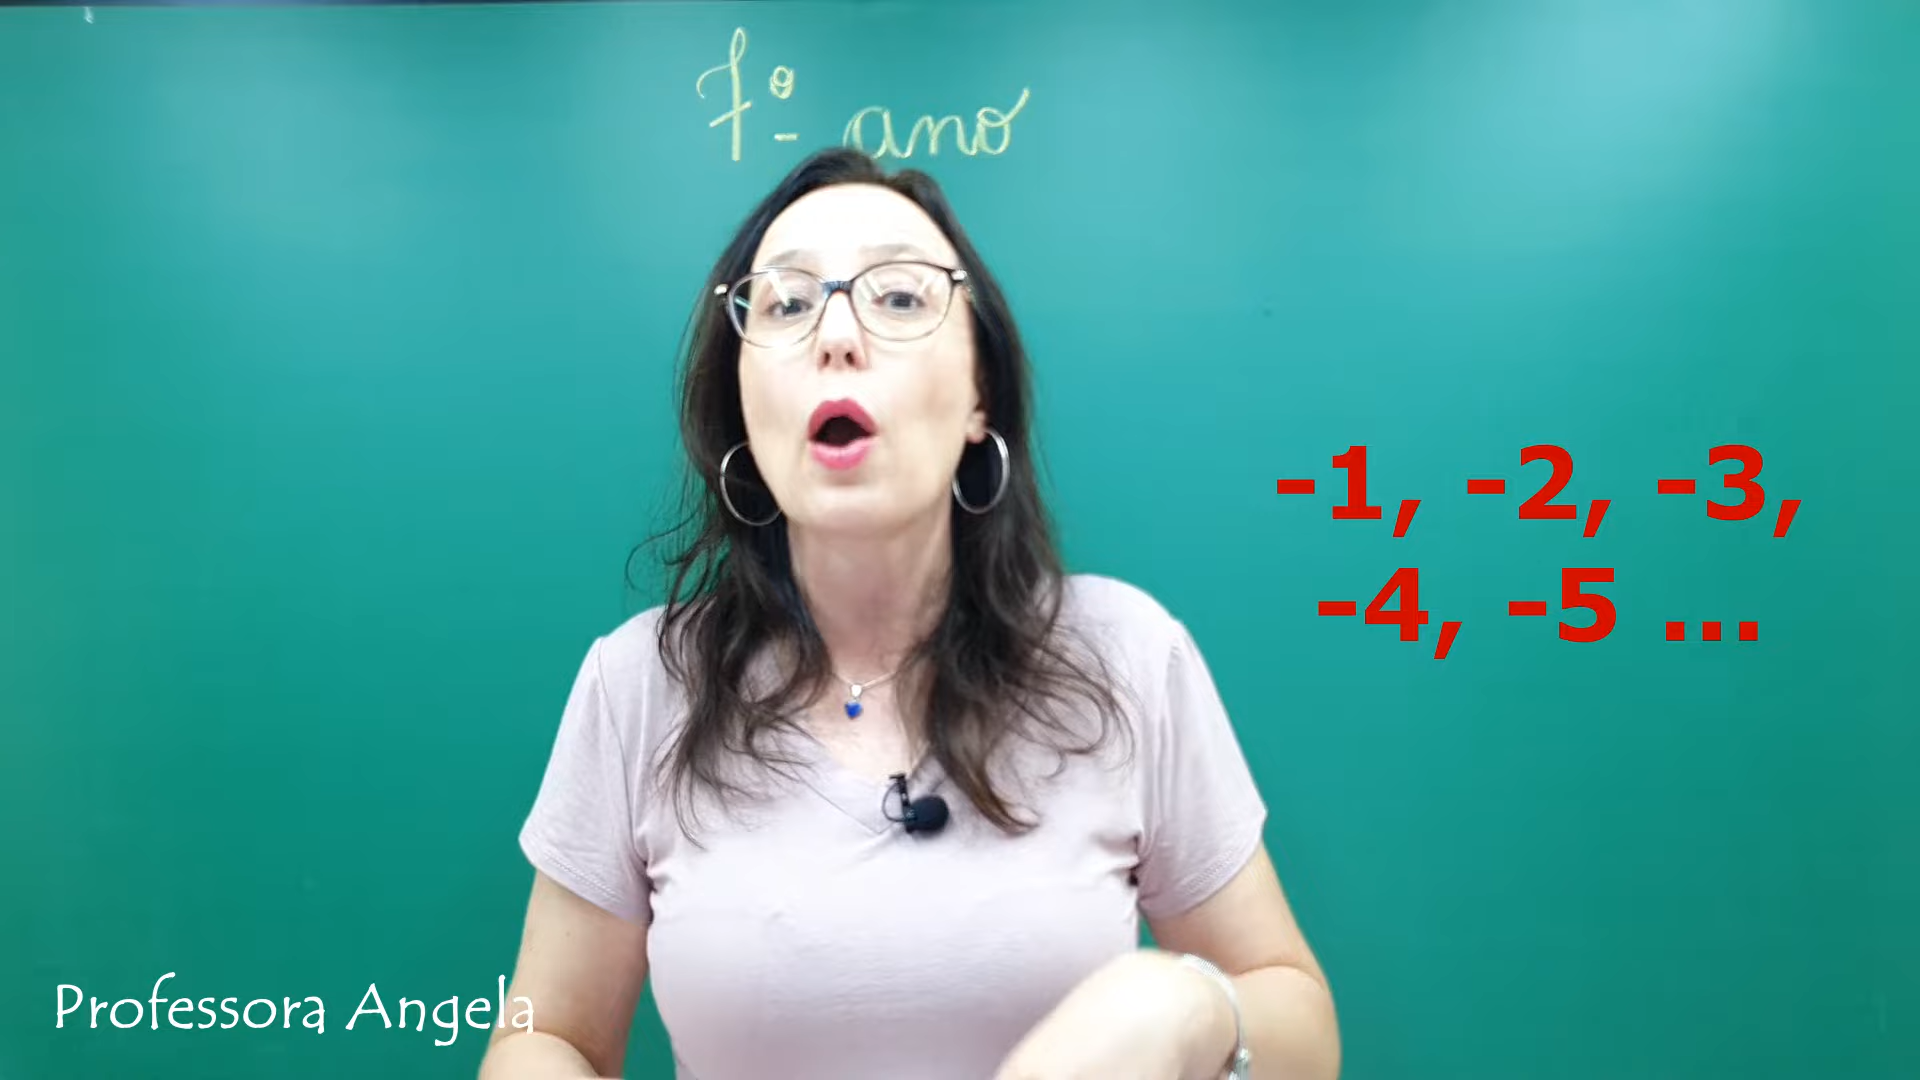 7º ano
-1, -2, -3,
-4, -5 ...
Professora Angela